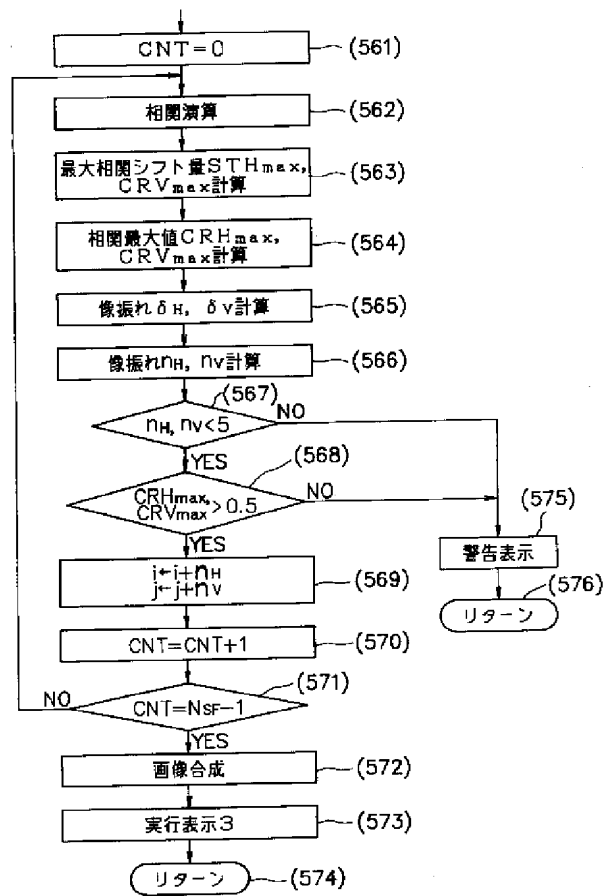 CNT=0
(561)
相関演算
(562)
最大相関シフト量STHmax,
CRVmax計算
(563)
相関最大値CRHmax,
CRVmax計算
(564)
像振れδH, δV計算
(565)
像振れnH, nV計算
(566)
(567)
nH, nV<5
NO
YES
(568)
CRHmax,
CRVmax>0.5
NO
YES
(575)
警告表示
(576)
リターン
i←i+nH
j←j+nV
(569)
CNT=CNT+1
(570)
(571)
NO
CNT=NSF-1
YES
画像合成
(572)
実行表示3
(573)
リターン
(574)